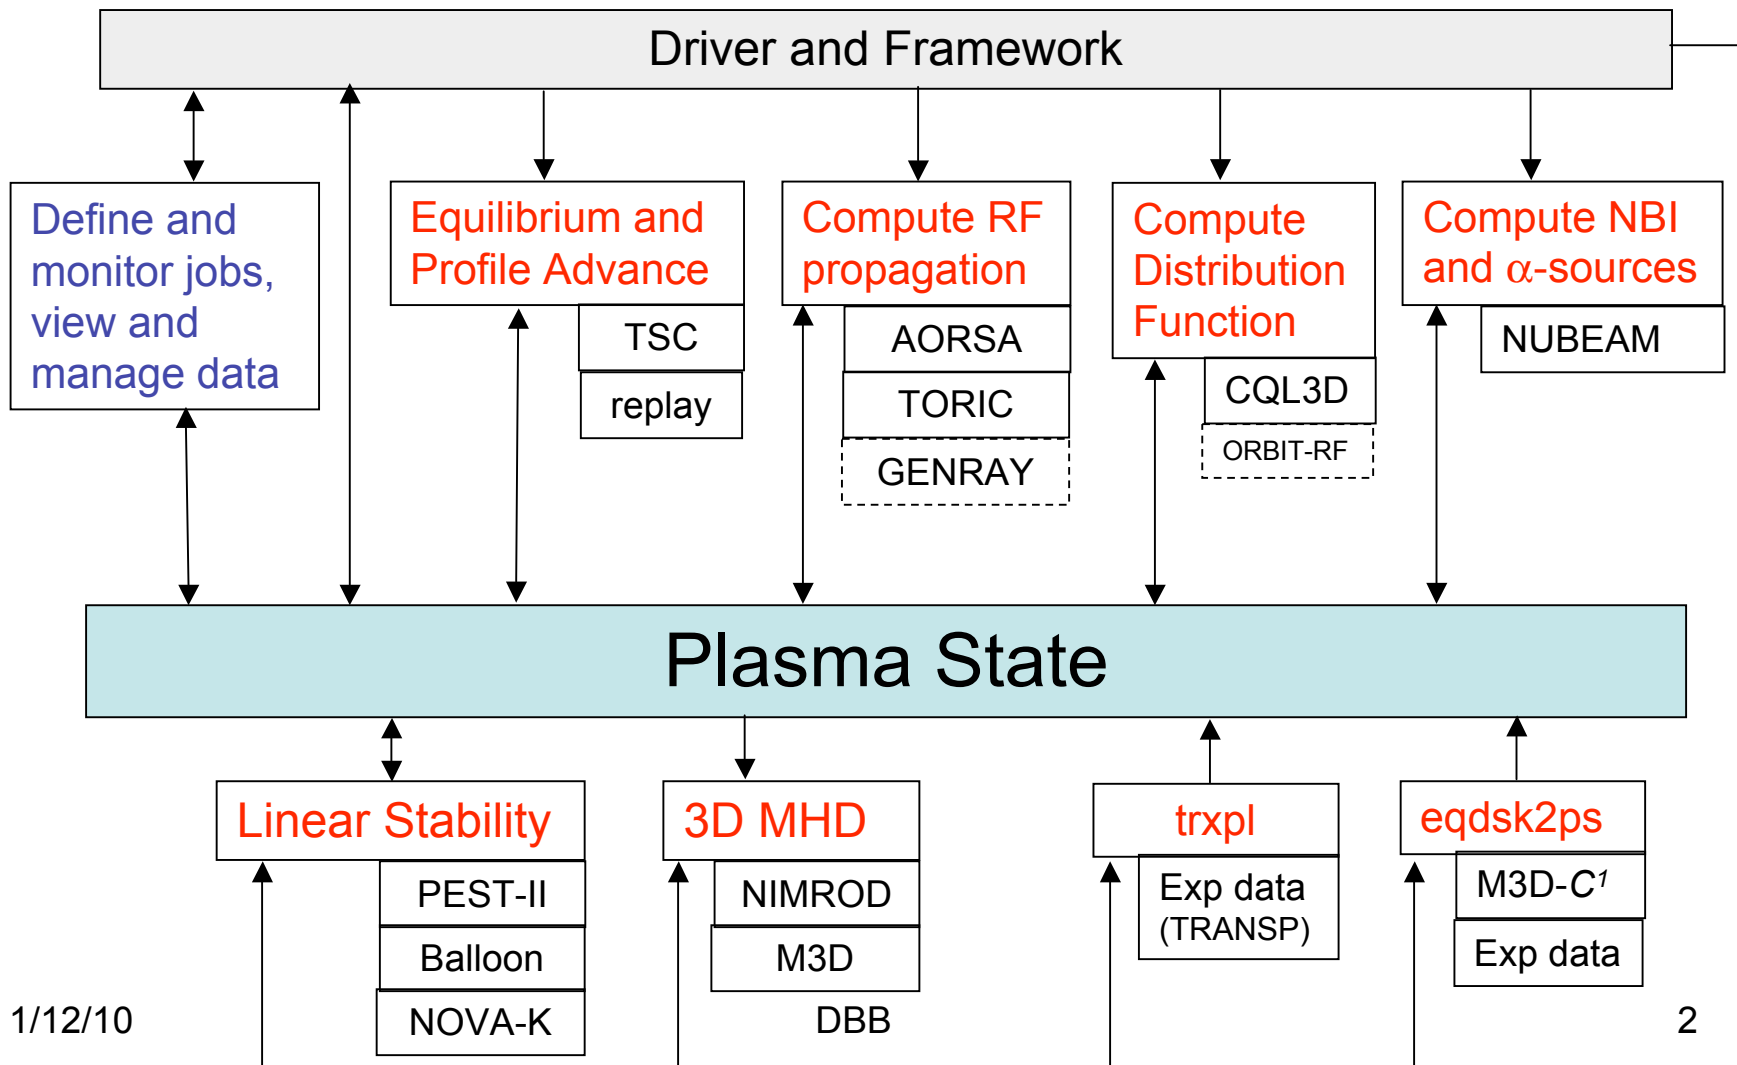 Driver and Framework
Define and
monitor jobs,
view and
manage data
Equilibrium and
Profile Advance
TSC
replay
Compute RF
propagation
AORSA
TORIC
GENRAY
Compute
Distribution
Function
CQL3D
ORBIT-RF
Compute NBI
and α-sources
NUBEAM
Plasma State
Linear Stability
PEST-II
Balloon
NOVA-K
3D MHD
NIMROD
M3D
trxpl
Exp data
(TRANSP)
eqdsk2ps
M3D-C¹
Exp data
1/12/10
DBB
2